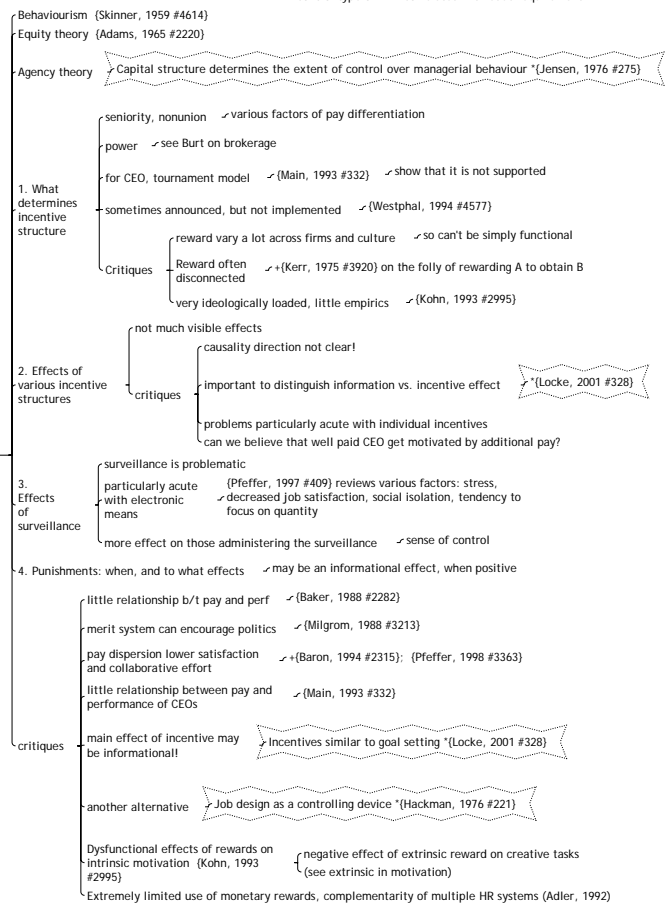 Behaviourism {Skinner, 1959 #4614}
Equity theory {Adams, 1965 #2220}
Agency theory
Capital structure determines the extent of control over managerial behaviour *{Jensen, 1976 #275}
1. What
determines
incentive
structure
seniority, nonunion
various factors of pay differentiation
power
see Burt on brokerage
for CEO, tournament model
{Main, 1993 #332}
show that it is not supported
sometimes announced, but not implemented
{Westphal, 1994 #4577}
Critiques
reward vary a lot across firms and culture
so can't be simply functional
Reward often
disconnected
+{Kerr, 1975 #3920} on the folly of rewarding A to obtain B
very ideologically loaded, little empirics
{Kohn, 1993 #2995}
2. Effects of
various incentive
structures
not much visible effects
critiques
causality direction not clear!
important to distinguish information vs. incentive effect
*{Locke, 2001 #328}
problems particularly acute with individual incentives
can we believe that well paid CEO get motivated by additional pay?
3.
Effects
of
surveillance
surveillance is problematic
particularly acute
with electronic
means
{Pfeffer, 1997 #409} reviews various factors: stress,
decreased job satisfaction, social isolation, tendency to
focus on quantity
more effect on those administering the surveillance
sense of control
4. Punishments: when, and to what effects
may be an informational effect, when positive
critiques
little relationship b/t pay and perf
{Baker, 1988 #2282}
merit system can encourage politics
{Milgrom, 1988 #3213}
pay dispersion lower satisfaction
and collaborative effort
+{Baron, 1994 #2315}; {Pfeffer, 1998 #3363}
little relationship between pay and
performance of CEOs
{Main, 1993 #332}
main effect of incentive may
be informational!
Incentives similar to goal setting *{Locke, 2001 #328}
another alternative
Job design as a controlling device *{Hackman, 1976 #221}
Dysfunctional effects of rewards on
intrinsic motivation {Kohn, 1993
#2995}
negative effect of extrinsic reward on creative tasks
(see extrinsic in motivation)
Extremely limited use of monetary rewards, complementarity of multiple HR systems (Adler, 1992)